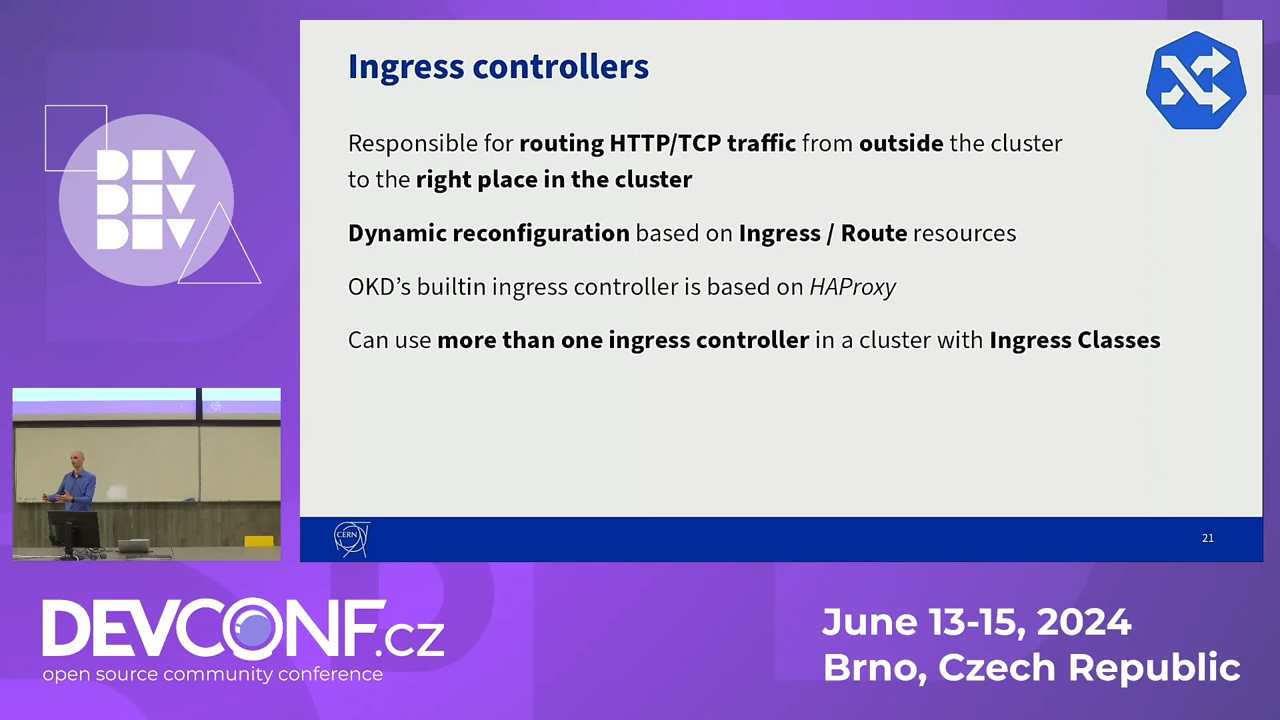 Ingress controllers
Responsible for routing HTTP/TCP traffic from outside the cluster
to the right place in the cluster
Dynamic reconfiguration based on Ingress / Route resources
OKD’s builtin ingress controller is based on HAProxy
Can use more than one ingress controller in a cluster with Ingress Classes
CERN
21
DEV
DEV
DEV
DEVCONF.cz
open source community conference
June 13-15, 2024
Brno, Czech Republic